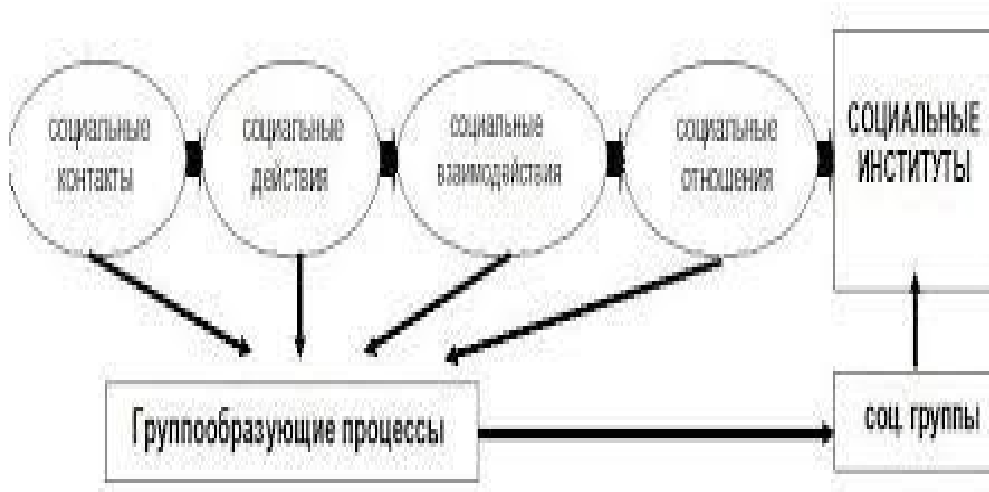 социальные
контакты
социальные
действия
социальные
взаимодействия
социальные
отношения
СОЦИАЛЬНЫЕ
ИНСТИТУТЫ
Группообразующие процессы
соц. группы